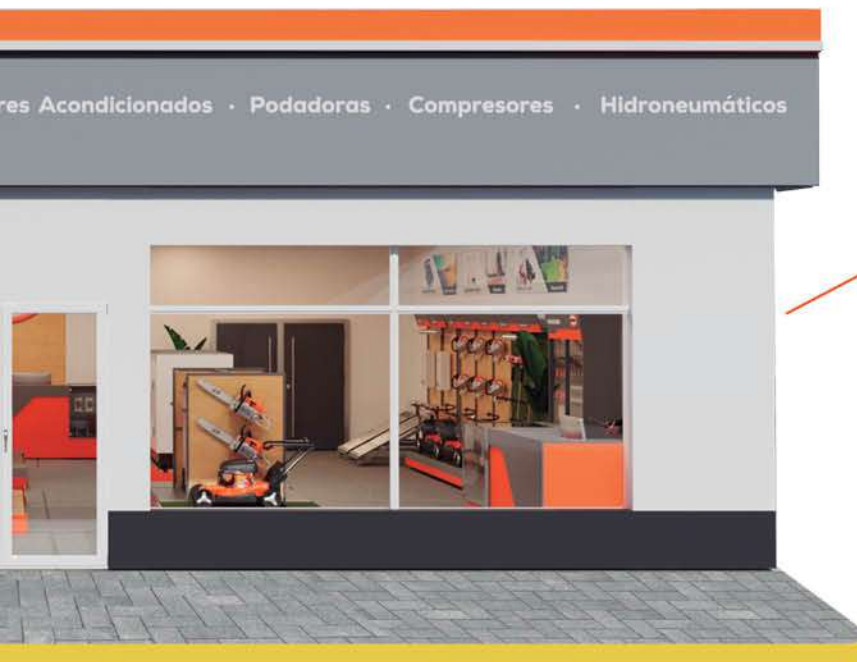 res Acondicionados · Podadoras · Compresores · Hidroneumáticos